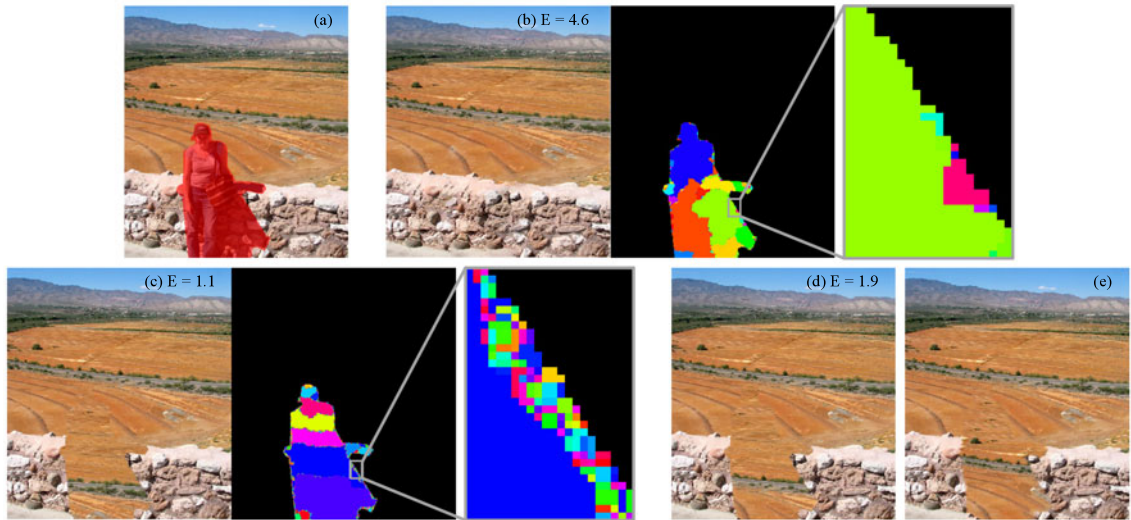 (a)
(b) E = 4.6
(c) E = 1.1
(d) E = 1.9
(e)